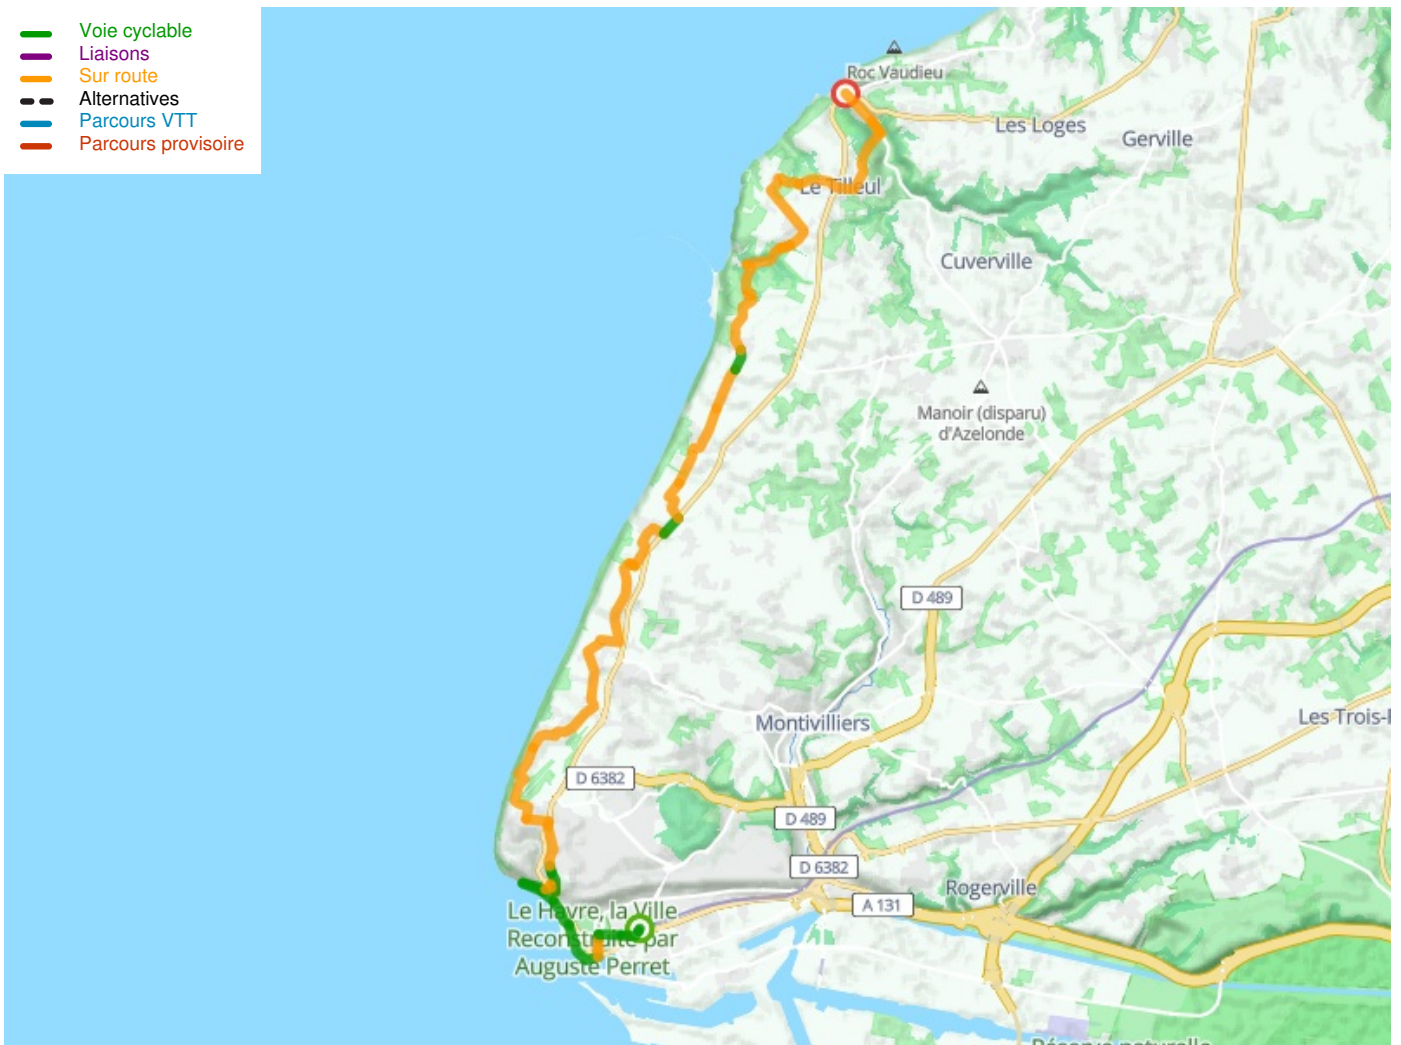 Voie cyclable
Liaisons
Sur route
Alternatives
Parcours VTT
Parcours provisoire
Roc Vaudieu
Les Loges
Gerville
Le Tilleul
Cuverville
Manoir (disparu)
d'Azelonde
D 489
Les Trois-
Montivilliers
D 6382
D 489
D 6382
Rogerville
A 131
Le Havre, la Ville
Reconstruite par
Auguste Perret
Réserve naturelle